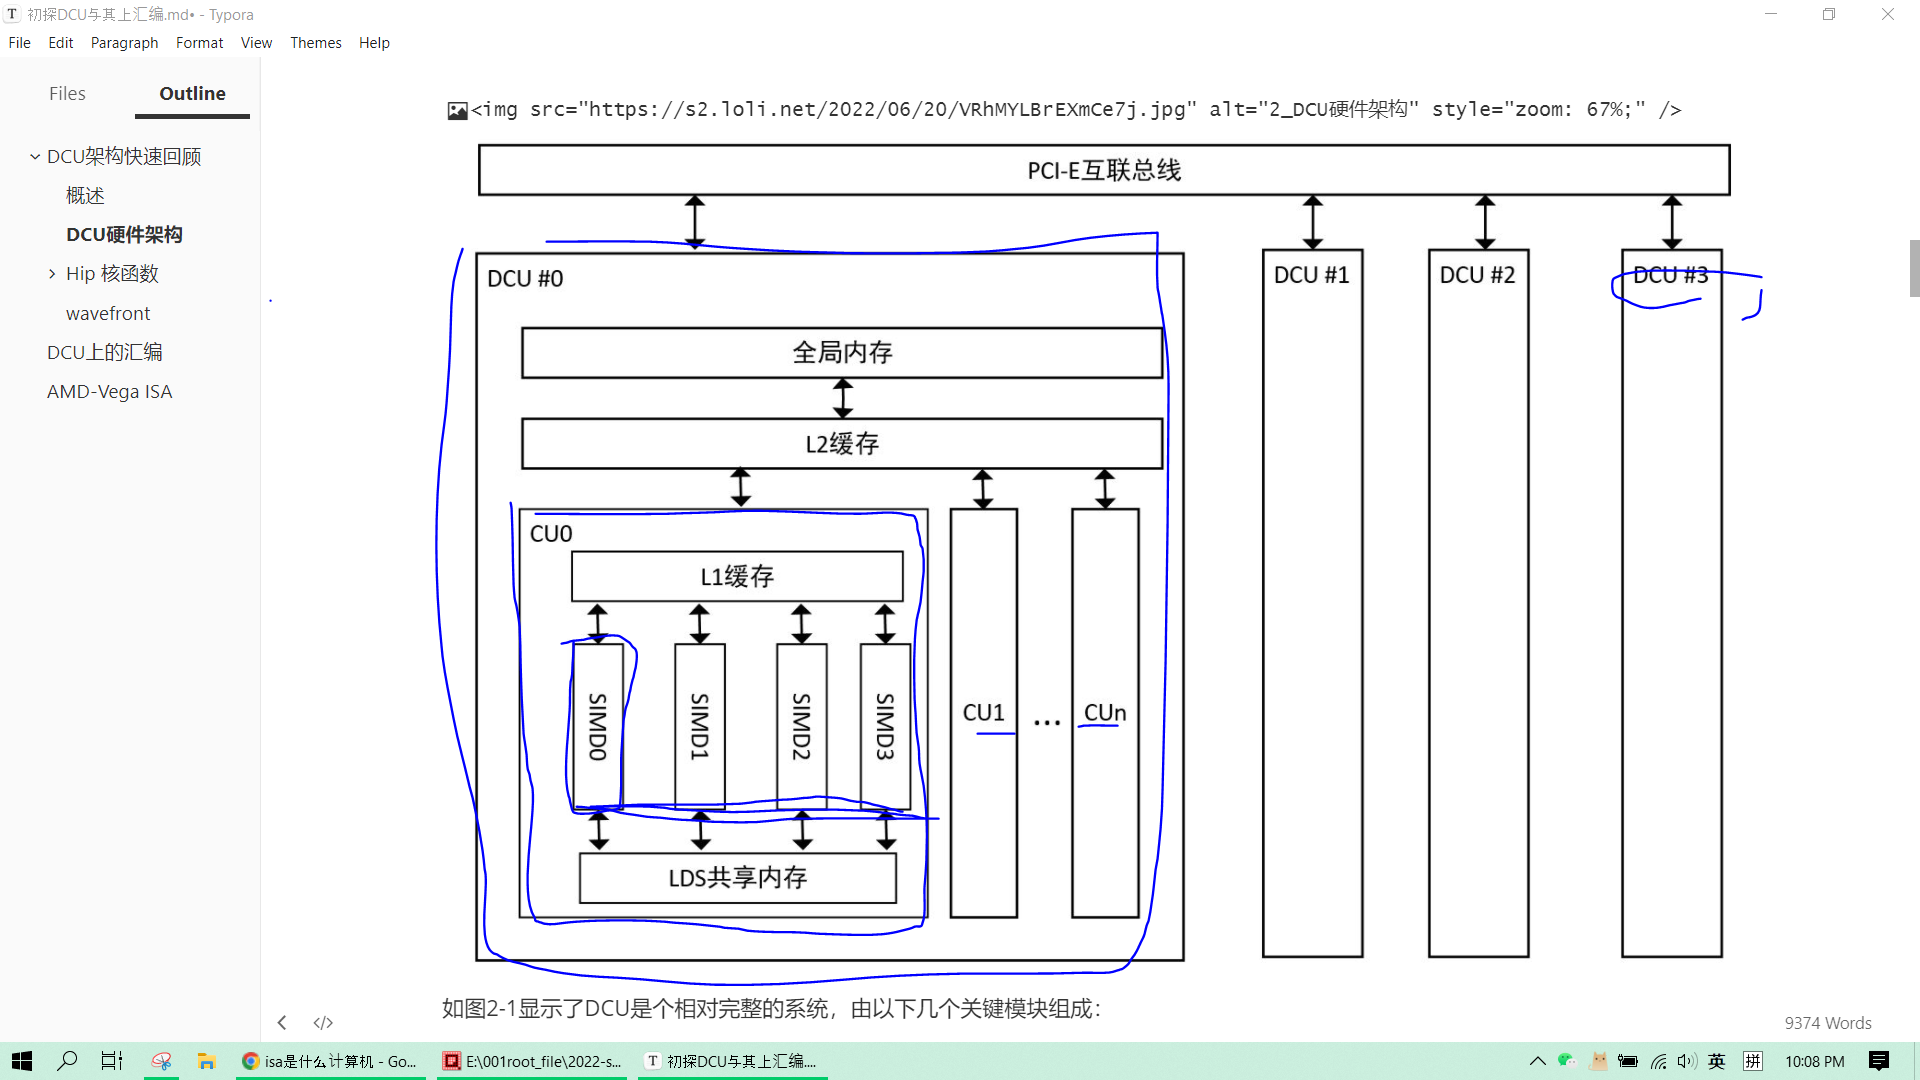 初探DCU与其上汇编.md• - Typora
File Edit Paragraph Format View Themes Help
Files Outline
DCU架构快速回顾
概述
DCU硬件架构
Hip 核函数
wavefront
DCU上的汇编
AMD-Vega ISA
<img src="https://s2.loli.net/2022/06/20/VRhMYLBrEXmCe7j.jpg" alt="2_DCU硬件架构" style="zoom: 67%;" />
PCI-E互联总线
DCU #0
DCU #1
DCU #2
DCU #3
全局内存
L2缓存
CU0
L1缓存
SIMD0
SIMD1
SIMD2
SIMD3
LDS共享内存
CU1
...
CUn
如图2-1显示了DCU是个相对完整的系统，由以下几个关键模块组成：
</>
9374 Words
isa是什么计算机 - Go...
E:\001root_file\2022-s...
初探DCU与其上汇编....
英
拼
10:08 PM